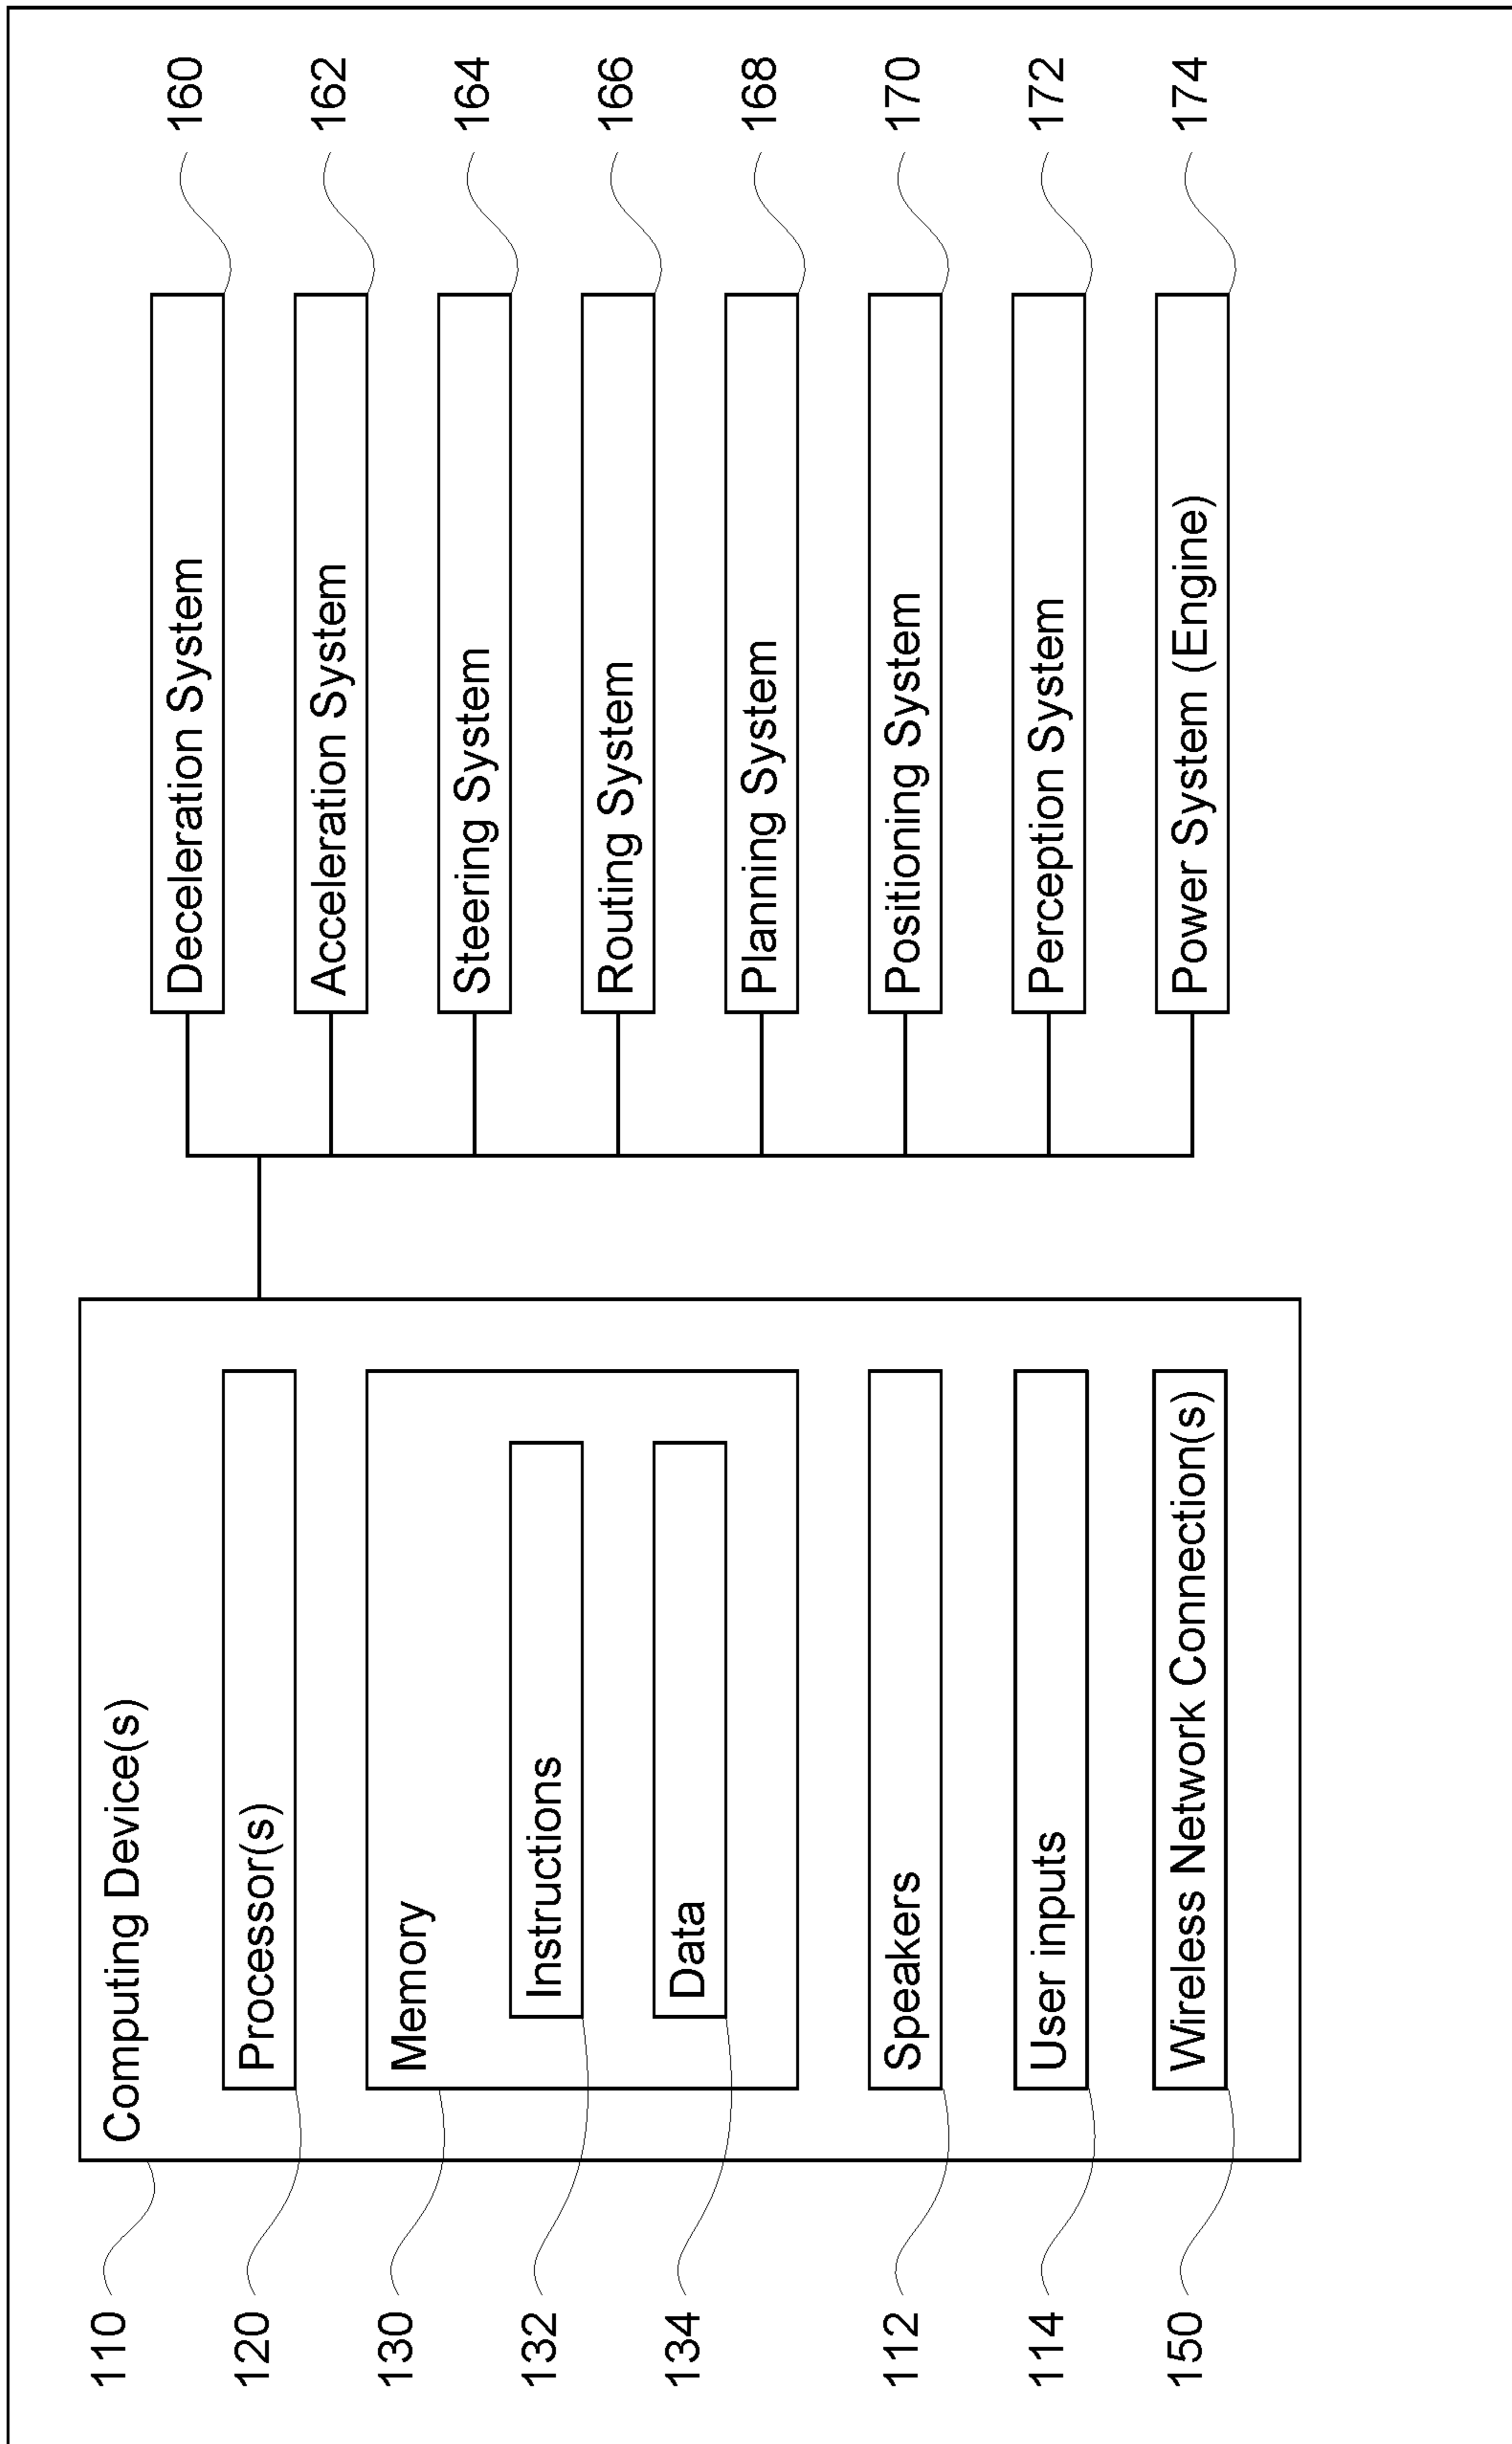 110
Computing Device(s)
120
Processor(s)
130
Memory
132
Instructions
134
Data
112
Speakers
114
User inputs
150
Wireless Network Connection(s)
Deceleration System
160
Acceleration System
162
Steering System
164
Routing System
166
Planning System
168
Positioning System
170
Perception System
172
Power System (Engine)
174